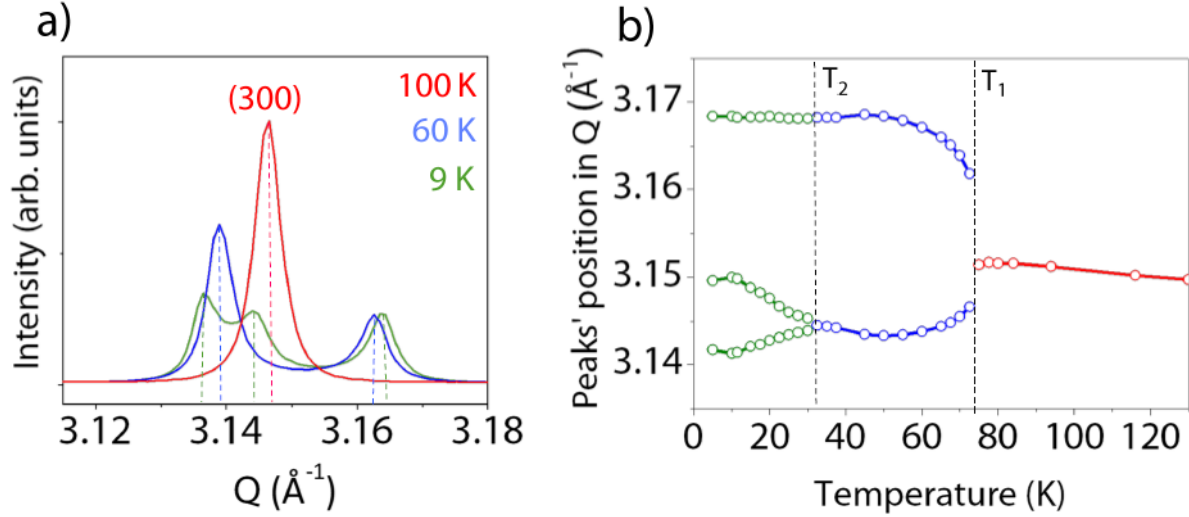 a)
Intensity (arb. units)
(300)
100 K
60 K
9 K
3.12 3.14 3.16 3.18
Q (Å⁻¹)
b)
Peaks' position in Q (Å⁻¹)
T₂
T₁
3.17
3.16
3.15
3.14
0 20 40 60 80 100 120
Temperature (K)